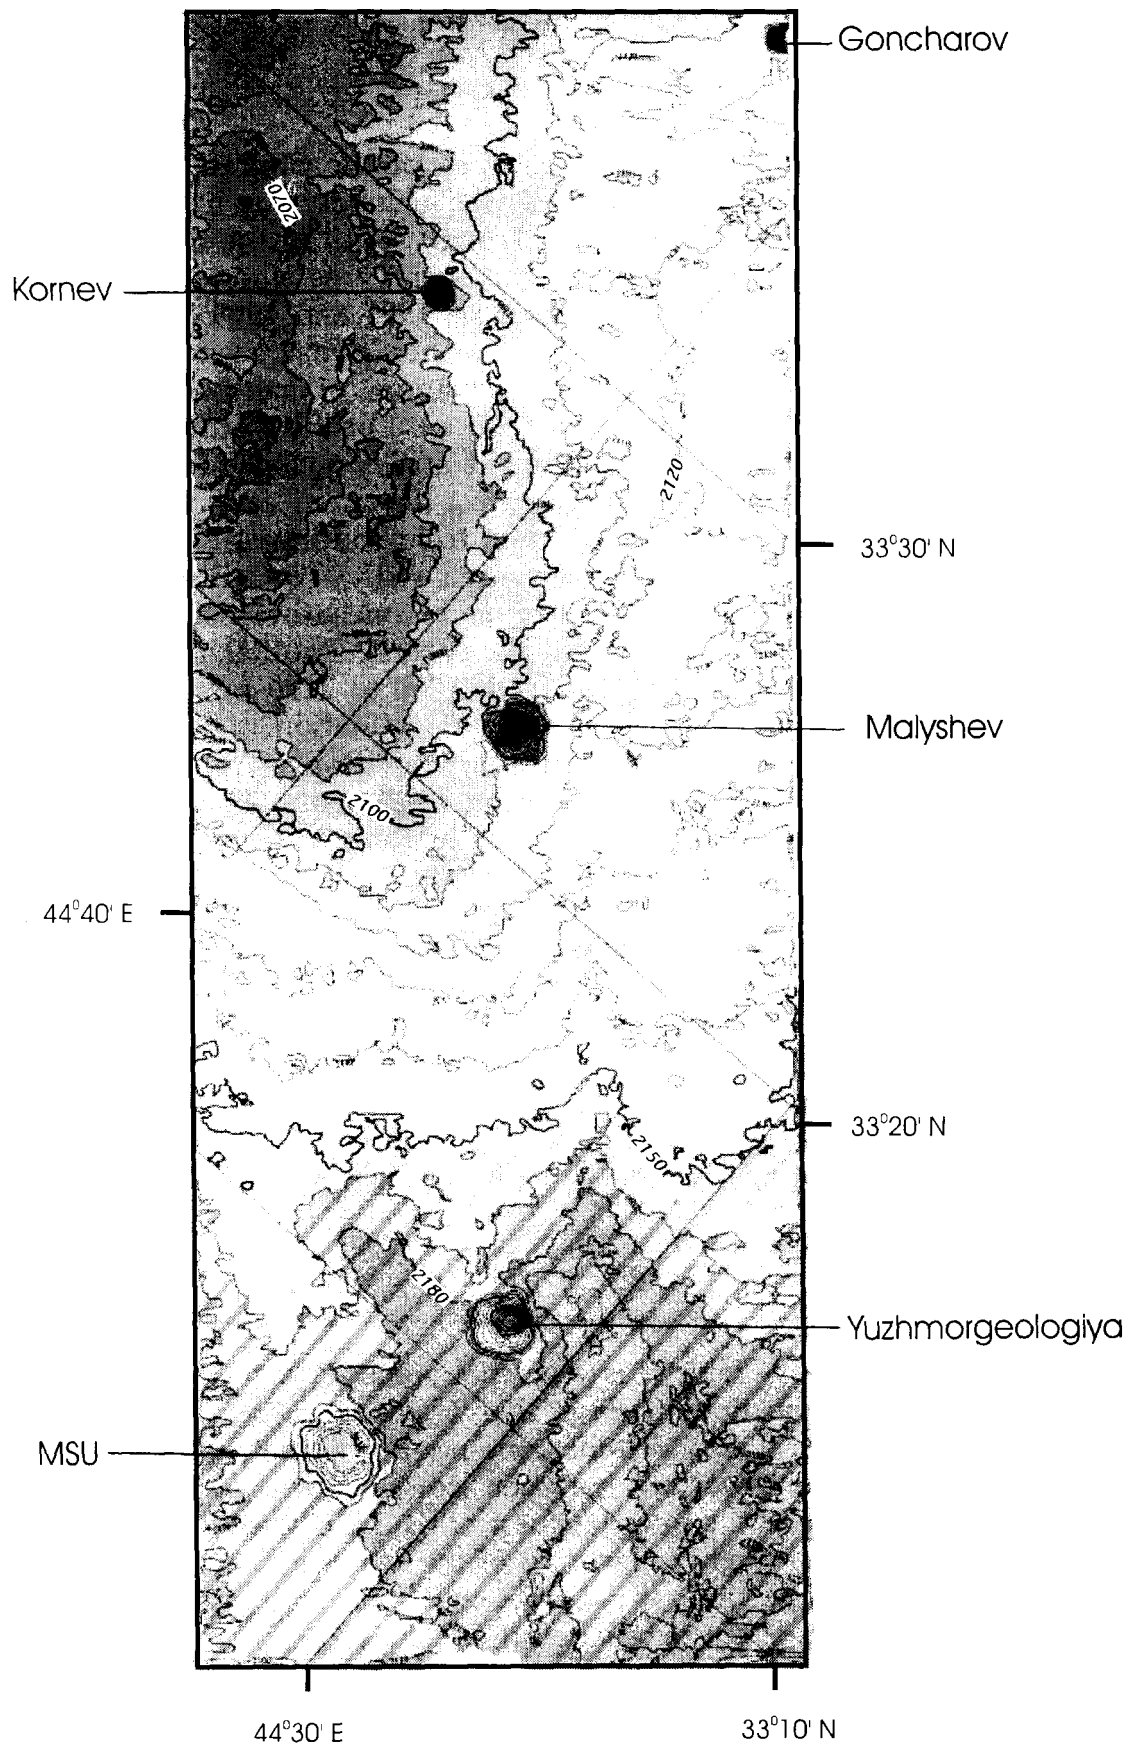 Goncharov
2070
Kornev
2120
33°30' N
Malyshev
2100
44°40' E
33°20' N
2150
2180
Yuzhmorgeologiya
MSU
44°30' E
33°10' N